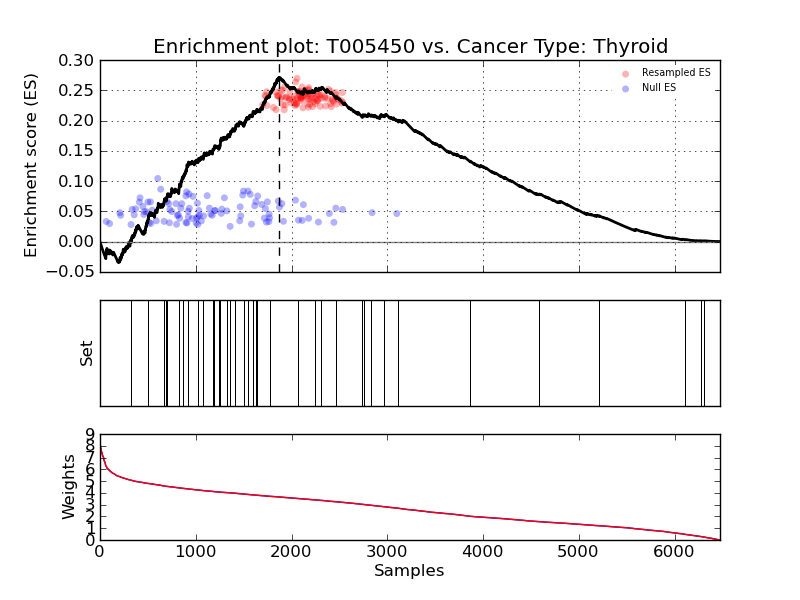 Enrichment plot: T005450 vs. Cancer Type: Thyroid
Enrichment score (ES)
0.30
0.25
0.20
0.15
0.10
0.05
0.00
−0.05
Resampled ES
Null ES
Set
Weights
9
8
7
6
5
4
3
2
1
0
0 1000 2000 3000 4000 5000 6000
Samples